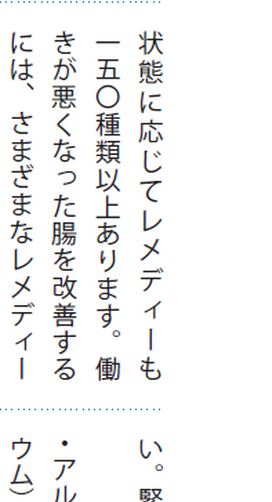 状態に応じてレメディーも
一五〇種類以上あります。働
きが悪くなった腸を改善する
には、さまざまなレメディー
い。緊
・アル
ウム）